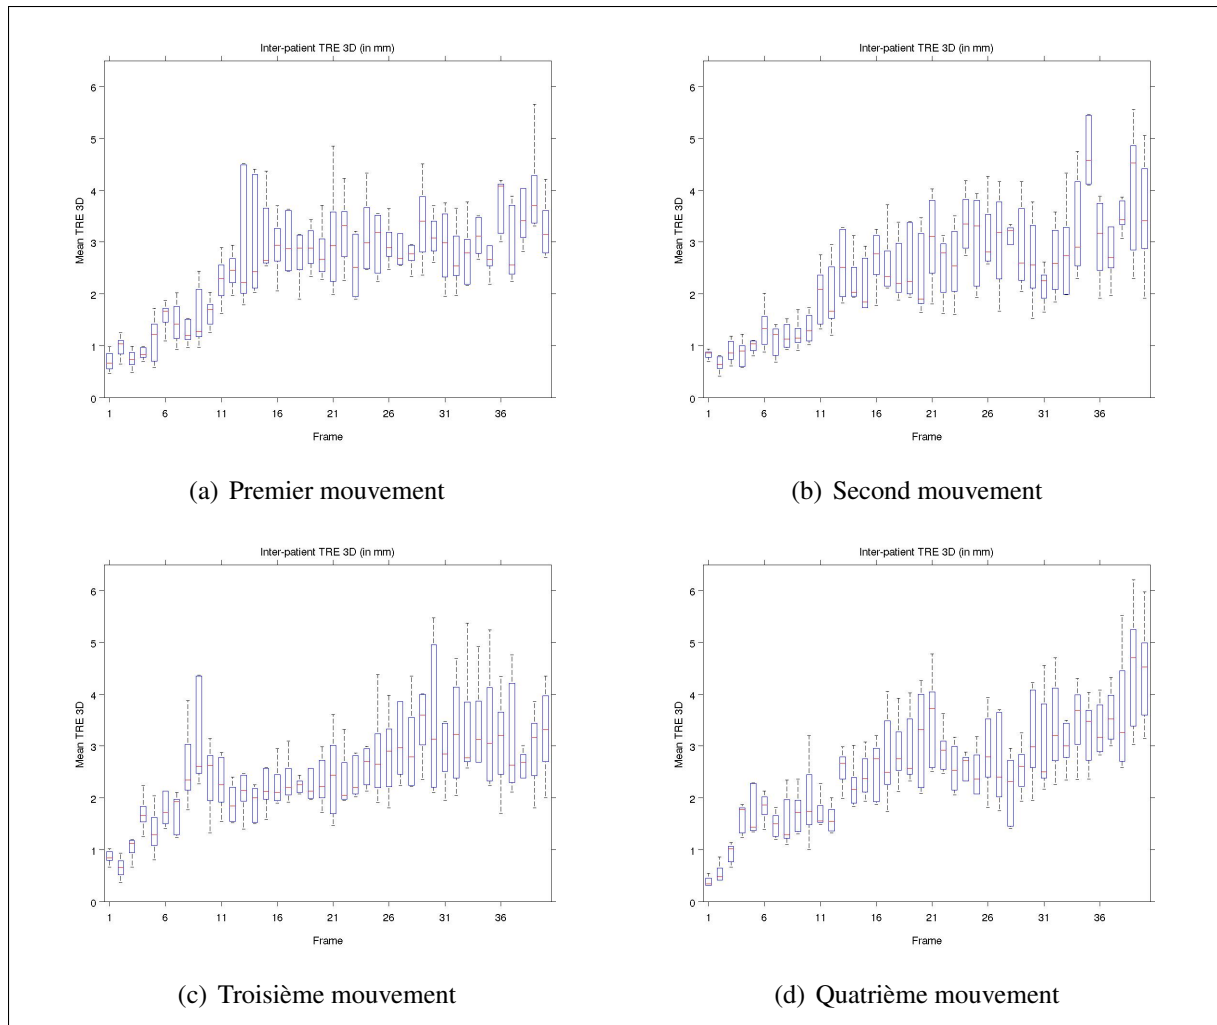 Inter-patient TRE 3D (in mm)
Mean TRE 3D
6
5
4
3
2
1
0
1 6 11 16 21 26 31 36
Frame
(a) Premier mouvement
Inter-patient TRE 3D (in mm)
Mean TRE 3D
6
5
4
3
2
1
0
1 6 11 16 21 26 31 36
Frame
(b) Second mouvement
Inter-patient TRE 3D (in mm)
Mean TRE 3D
6
5
4
3
2
1
0
1 6 11 16 21 26 31 36
Frame
(c) Troisième mouvement
Inter-patient TRE 3D (in mm)
Mean TRE 3D
6
5
4
3
2
1
0
1 6 11 16 21 26 31 36
Frame
(d) Quatrième mouvement